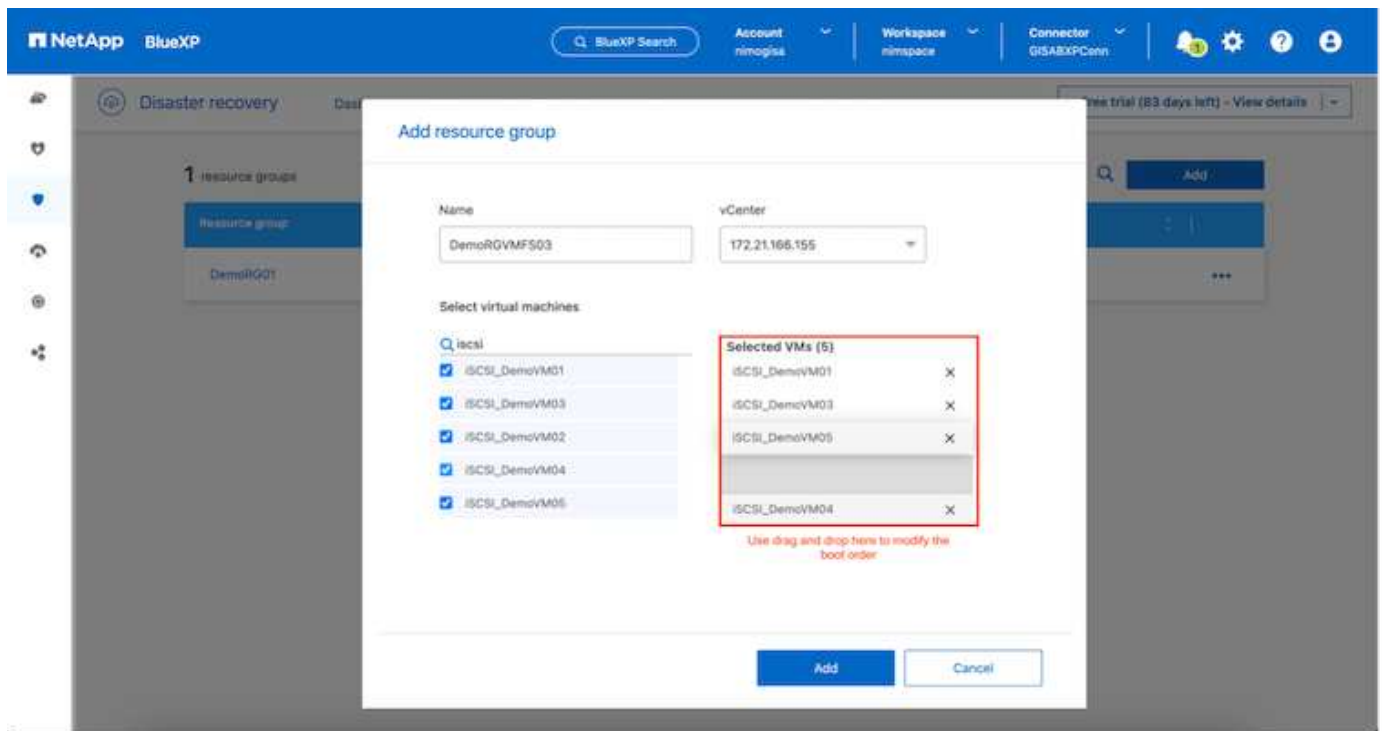 NetApp BlueXP
BlueXP Search
Account
nimogisa
Workspace
nimspace
Connector
GISABXPConn
1
Disaster recovery
Free trial (83 days left) - View details
Add resource group
1 resource groups
Add
Resource group
DemoRG01
Name
vCenter
DemoRGVMFS03
172.21.166.155
Select virtual machines
iscsi
Selected VMs (5)
iSCSI_DemoVM01
iSCSI_DemoVM03
iSCSI_DemoVM02
iSCSI_DemoVM04
iSCSI_DemoVM05
iSCSI_DemoVM01
iSCSI_DemoVM03
iSCSI_DemoVM05
iSCSI_DemoVM04
Use drag and drop here to modify the
boot order
Add
Cancel